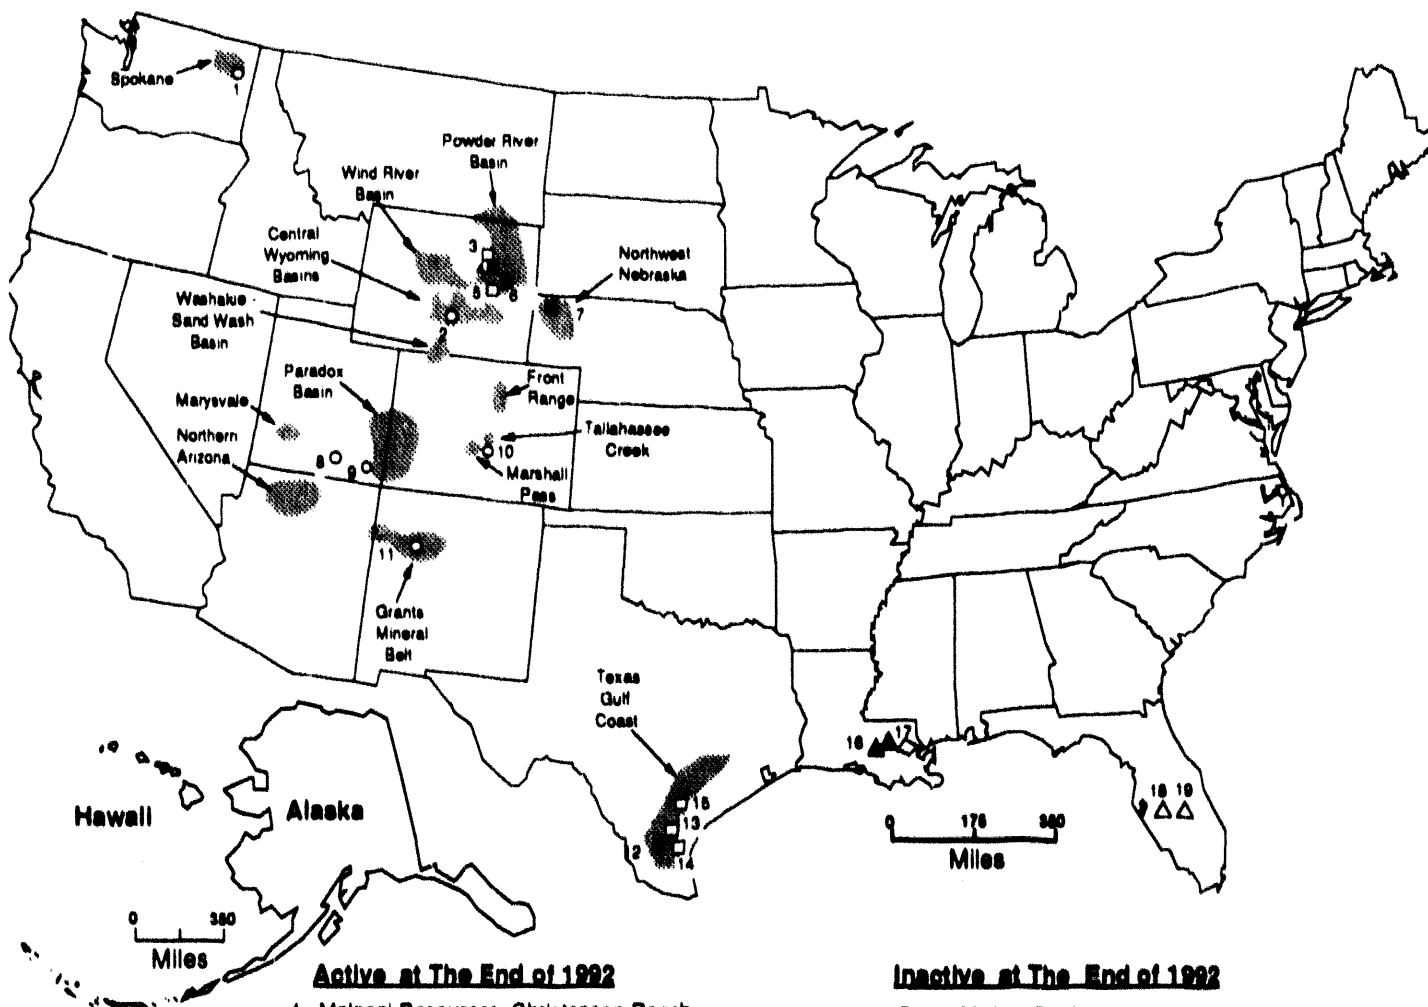 Spokane
1
Powder River
Basin
Wind River
Basin
Central
Wyoming
Basins
3
5
6
Northwest
Nebraska
7
Washakie
Sand Wash
Basin
2
Paradox
Basin
Front
Range
Marysvale
Northern
Arizona
Tallahassee
Creek
8
9
10
Marshall
Pass
11
Grants
Mineral
Belt
Texas
Gulf
Coast
16
17
15
13
12
14
18 19
Hawaii
Alaska
0 175 350
Miles
0 350
Miles
Active at The End of 1992
Inactive at The End of 1992